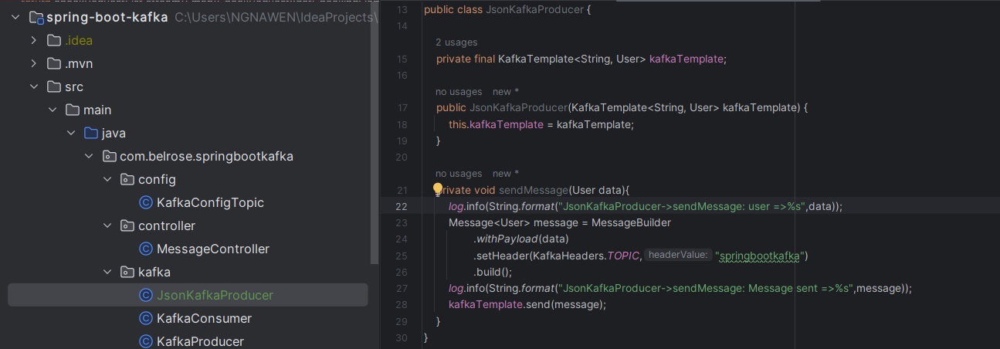 spring-boot-kafka C:\Users\NGNAWEN\IdeaProjects\
.idea
.mvn
src
main
java
com.belrose.springbootkafka
config
KafkaConfigTopic
controller
MessageController
kafka
JsonKafkaProducer
KafkaConsumer
KafkaProducer
13 public class JsonKafkaProducer {
14
2 usages
15 private final KafkaTemplate<String, User> kafkaTemplate;
16
no usages new *
17 public JsonKafkaProducer(KafkaTemplate<String, User> kafkaTemplate) {
18 this.kafkaTemplate = kafkaTemplate;
19 }
20
no usages new *
21 private void sendMessage(User data){
22 log.info(String.format("JsonKafkaProducer->sendMessage: user =>%s",data));
23 Message<User> message = MessageBuilder
24 .withPayload(data)
25 .setHeader(KafkaHeaders.TOPIC, headerValue: "springbootkafka")
26 .build();
27 log.info(String.format("JsonKafkaProducer->sendMessage: Message sent =>%s",message));
28 kafkaTemplate.send(message);
29 }
30 }